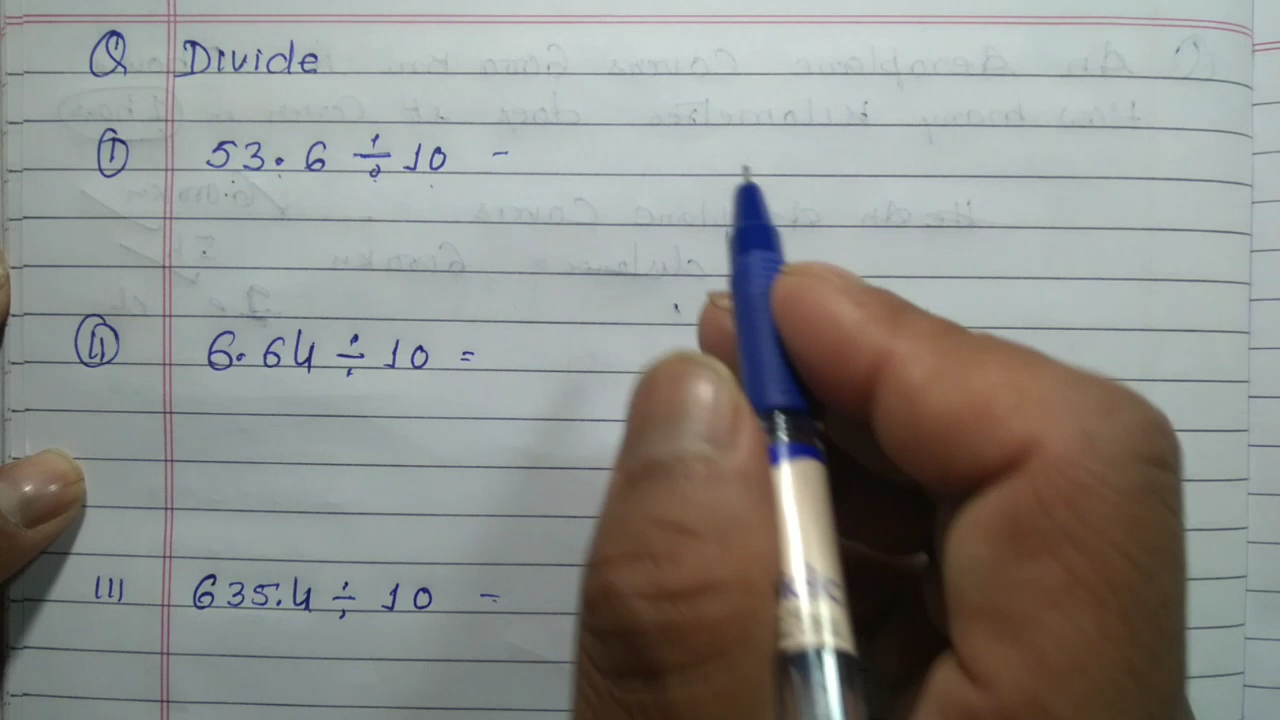 Q Divide
I 53.6 ÷ 10 -
II 6.64 ÷ 10 =
III 635.4 ÷ 10 =